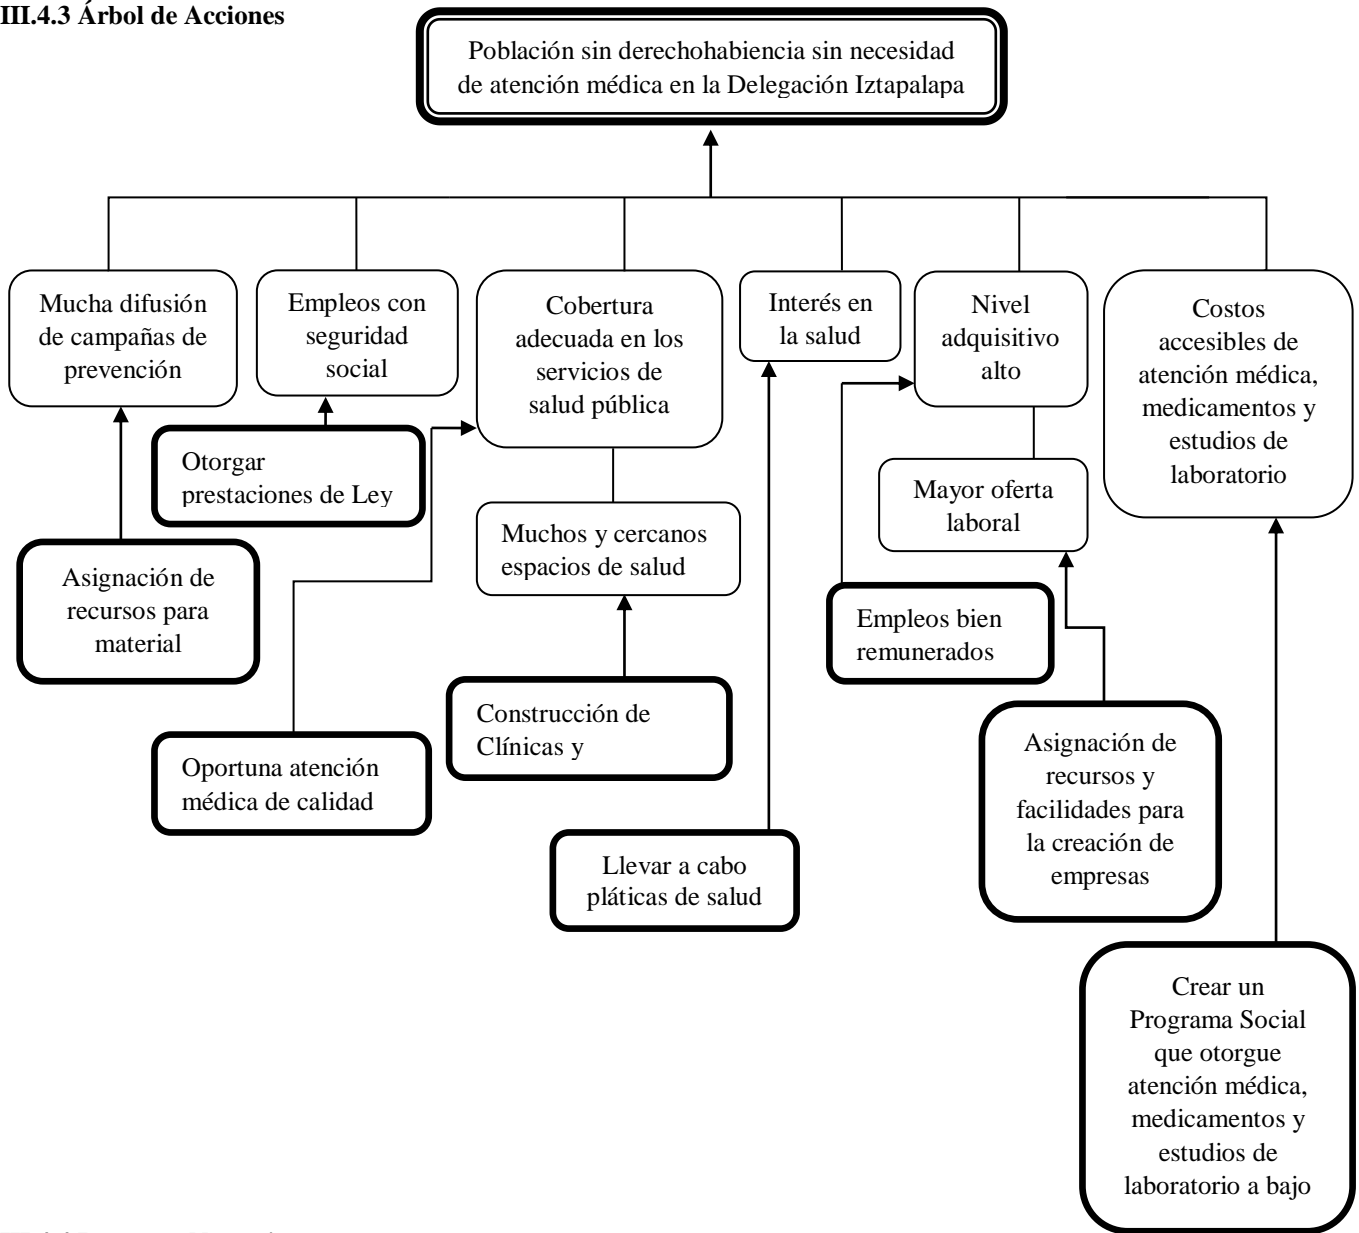 III.4.3 Árbol de Acciones
Población sin derechohabiencia sin necesidad
de atención médica en la Delegación Iztapalapa
Mucha difusión
de campañas de
prevención
Empleos con
seguridad
social
Cobertura
adecuada en los
servicios de
salud pública
Interés en
la salud
Nivel
adquisitivo
alto
Costos
accesibles de
atención médica,
medicamentos y
estudios de
laboratorio
Otorgar
prestaciones de Ley
Mayor oferta
laboral
Muchos y cercanos
espacios de salud
Asignación de
recursos para
material
Empleos bien
remunerados
Construcción de
Clínicas y
Oportuna atención
médica de calidad
Asignación de
recursos y
facilidades para
la creación de
empresas
Llevar a cabo
pláticas de salud
Crear un
Programa Social
que otorgue
atención médica,
medicamentos y
estudios de
laboratorio a bajo